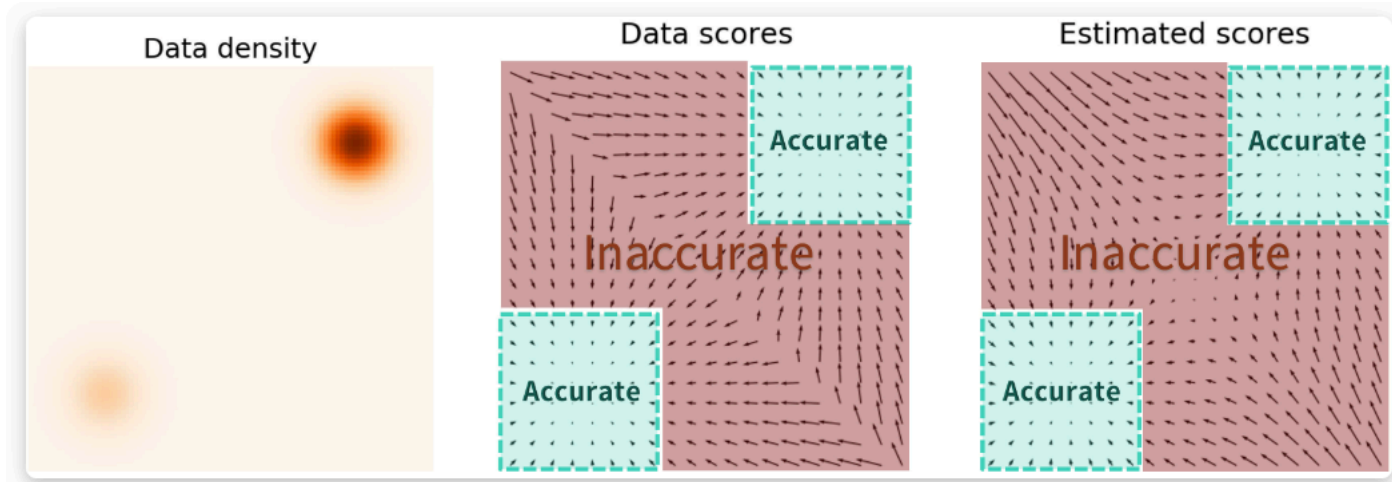 Data density
Data scores
Estimated scores
Accurate
Accurate
Inaccurate
Inaccurate
Accurate
Accurate